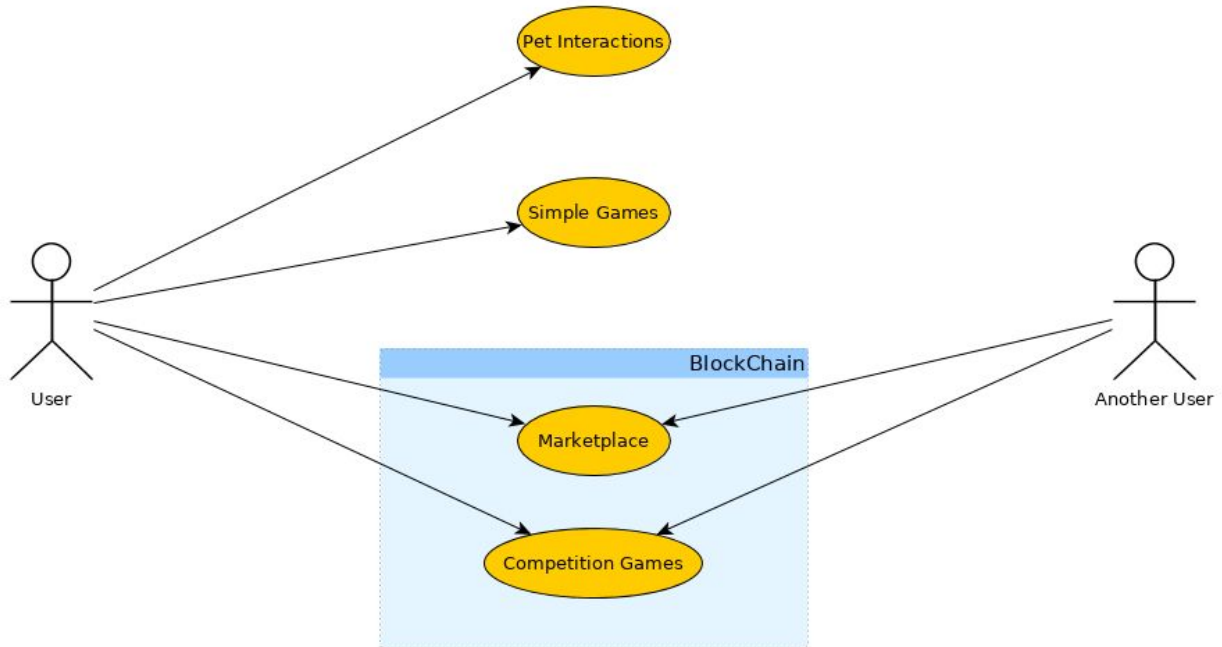 Pet Interactions
Simple Games
User
Another User
BlockChain
Marketplace
Competition Games